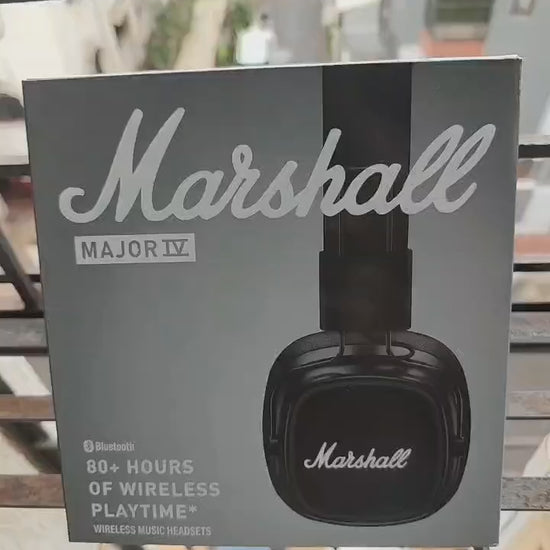 Marshall
MAJOR IV
Marshall
Bluetooth
80+ HOURS
OF WIRELESS
PLAYTIME*
WIRELESS MUSIC HEADSETS